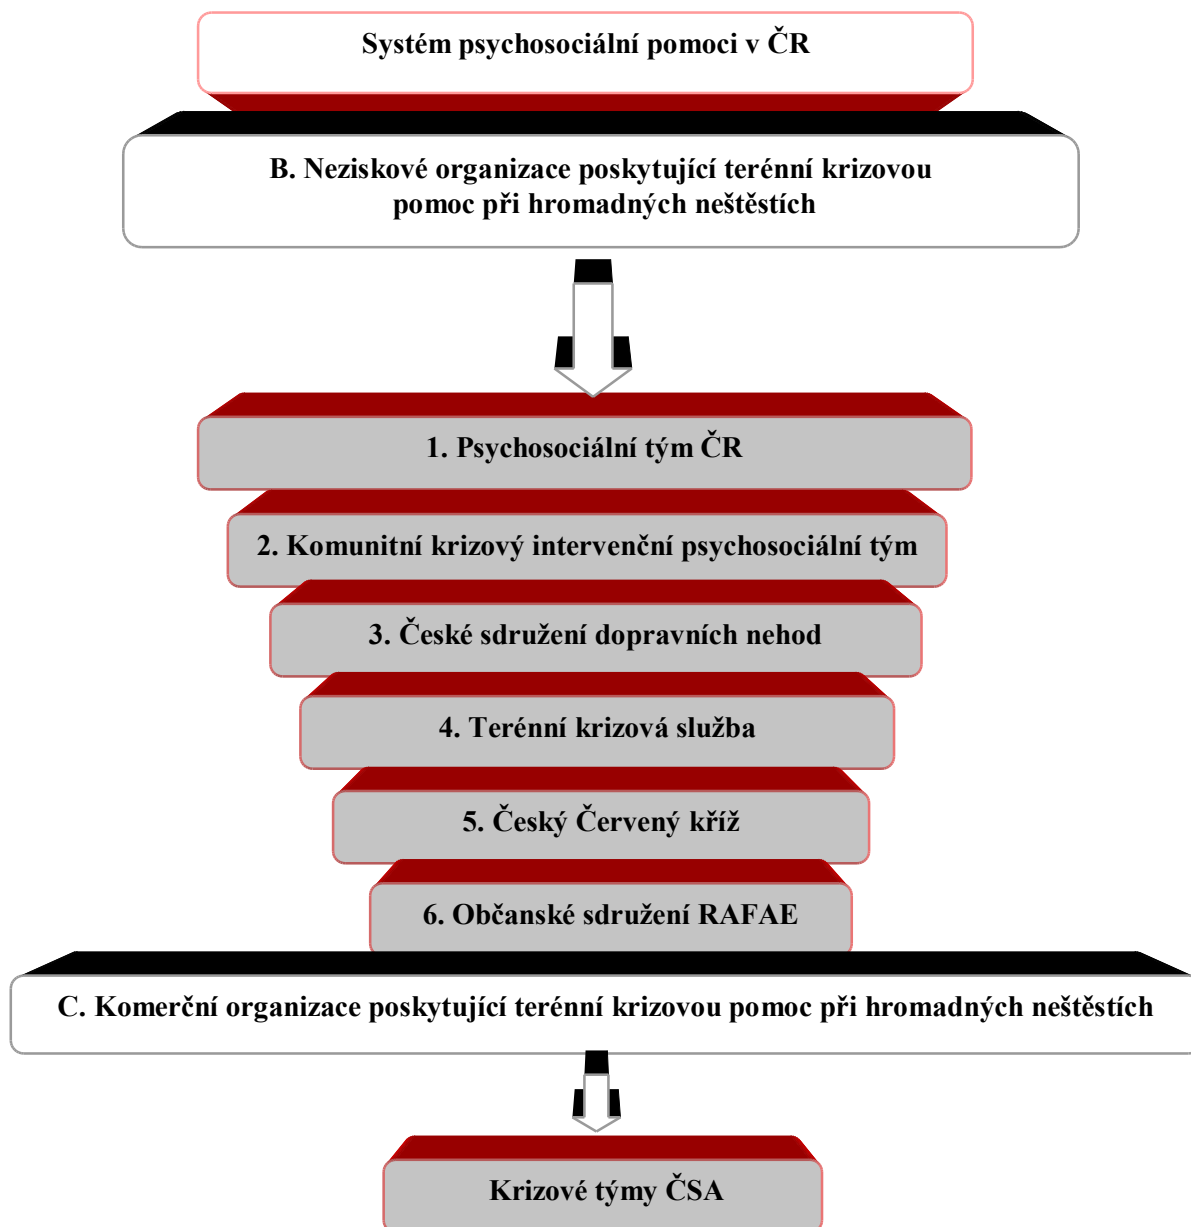 Systém psychosociální pomoci v ČR
B. Neziskové organizace poskytující terénní krizovou
pomoc při hromadných neštěstích
1. Psychosociální tým ČR
2. Komunitní krizový intervenční psychosociální tým
3. České sdružení dopravních nehod
4. Terénní krizová služba
5. Český Červený kříž
6. Občanské sdružení RAFAE
C. Komerční organizace poskytující terénní krizovou pomoc při hromadných neštěstích
Krizové týmy ČSA